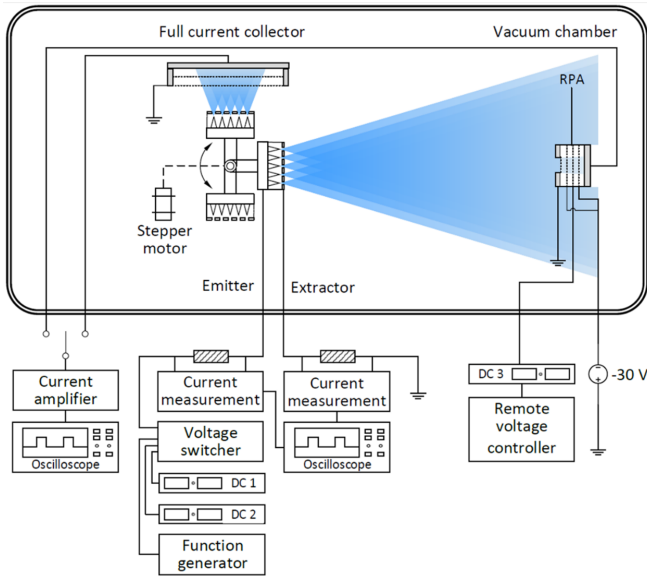 Full current collector
Vacuum chamber
RPA
Stepper
motor
Emitter
Extractor
Current
amplifier
Oscilloscope
Current
measurement
Current
measurement
Voltage
switcher
Oscilloscope
DC 1
DC 2
Function
generator
DC 3
-30 V
Remote
voltage
controller